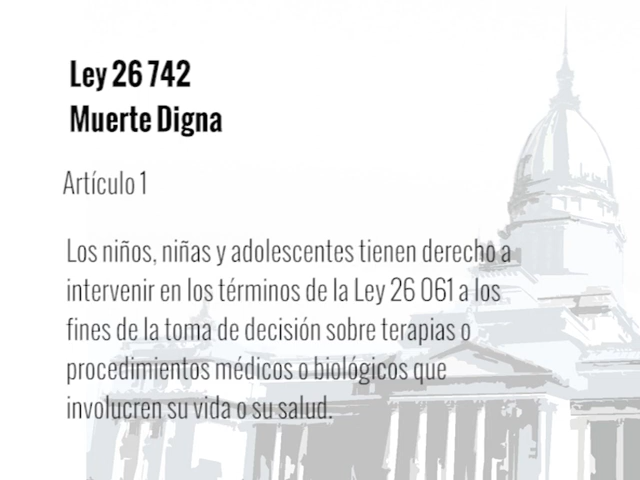 Ley 26 742
Muerte Digna
Artículo 1
Los niños, niñas y adolescentes tienen derecho a
intervenir en los términos de la Ley 26 061 a los
fines de la toma de decisión sobre terapias o
procedimientos médicos o biológicos que
involucren su vida o su salud.